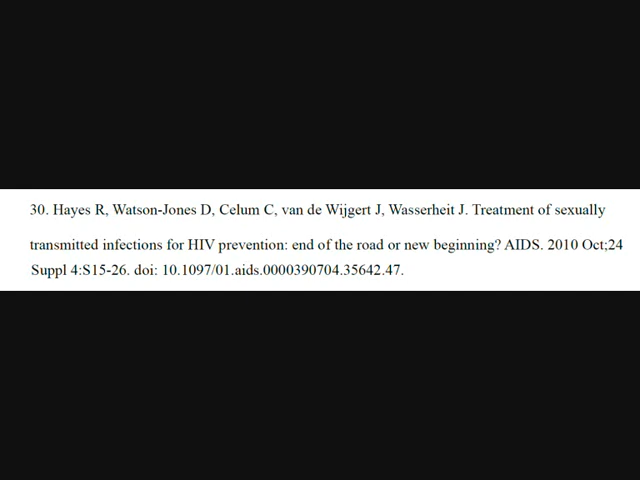 30. Hayes R, Watson-Jones D, Celum C, van de Wijgert J, Wasserheit J. Treatment of sexually
transmitted infections for HIV prevention: end of the road or new beginning? AIDS. 2010 Oct;24
Suppl 4:S15-26. doi: 10.1097/01.aids.0000390704.35642.47.